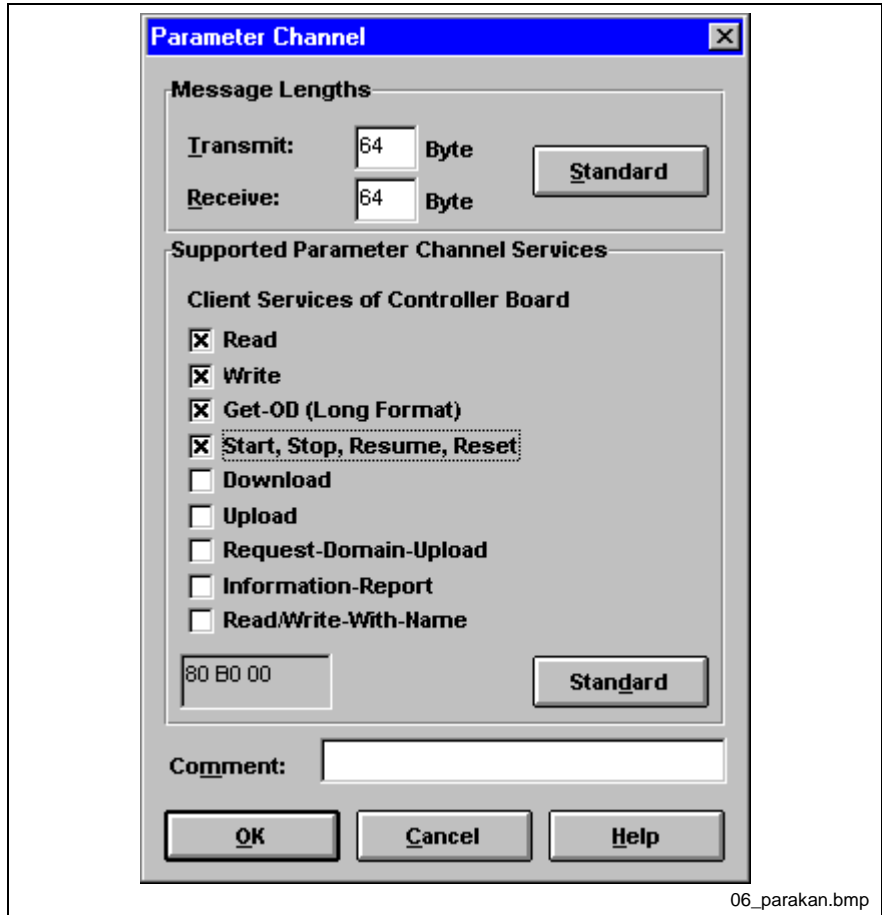 Parameter Channel
Message Lengths
Transmit: 64 Byte
Standard
Receive: 64 Byte
Supported Parameter Channel Services
Client Services of Controller Board
Read
Write
Get-OD (Long Format)
Start, Stop, Resume, Reset
Download
Upload
Request-Domain-Upload
Information-Report
Read/Write-With-Name
80 B0 00 Standard
Comment:
OK Cancel Help
06_parakan.bmp